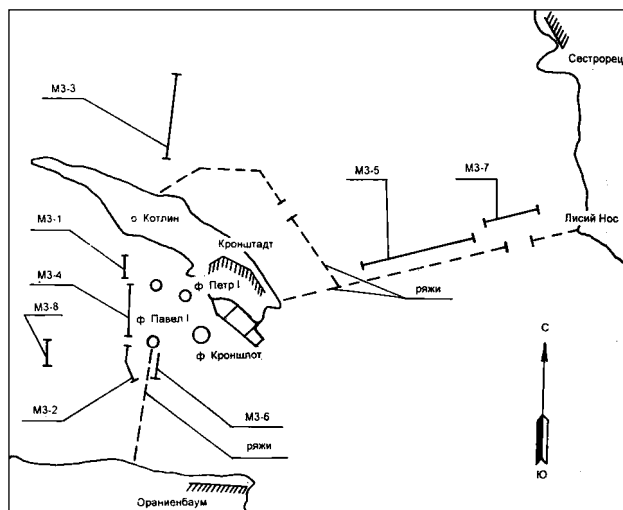 Сестрорец
МЗ-3
МЗ-5
МЗ-7
Котлин
Лисий Нос
МЗ-1
Кронштадт
МЗ-4
ф Петр I
ряжи
МЗ-8
ф Павел I
ф Кроншлот
С
МЗ-2
МЗ-6
ряжи
Ю
Ораниенбаум